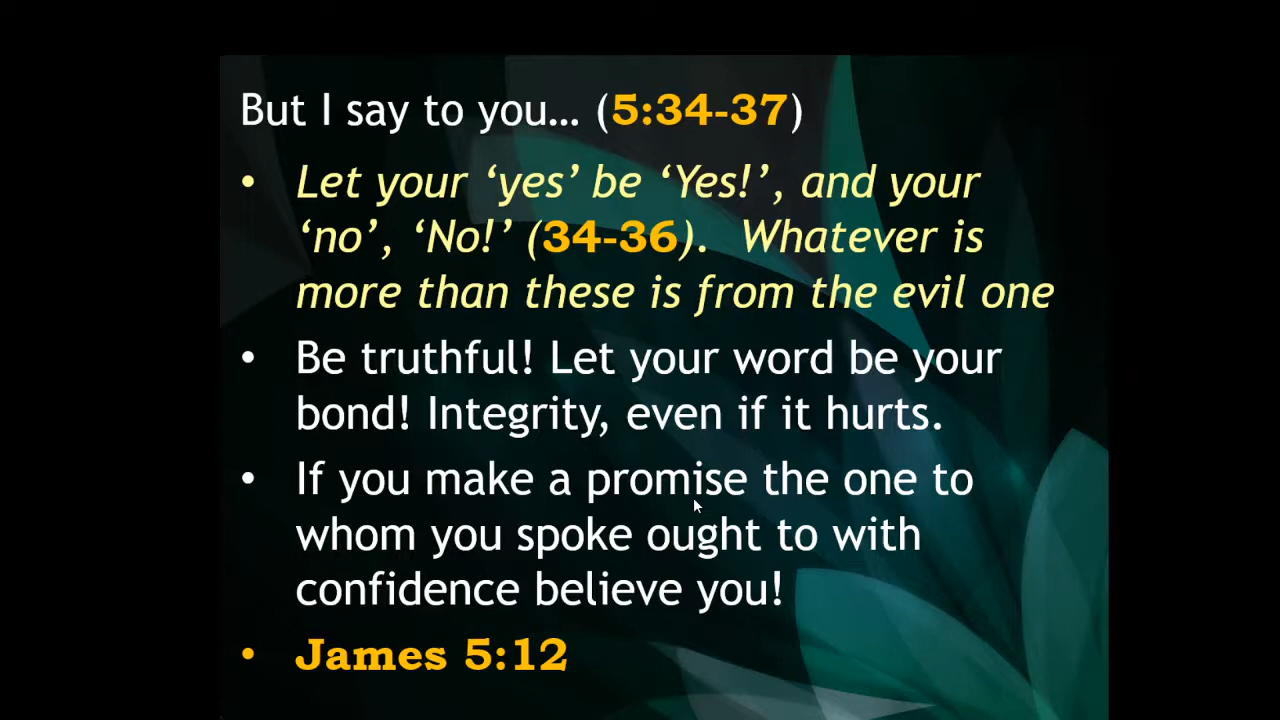 But I say to you… (5:34-37)
• Let your ‘yes’ be ‘Yes!’, and your
‘no’, ‘No!’ (34-36).  Whatever is
more than these is from the evil one
• Be truthful! Let your word be your
bond! Integrity, even if it hurts.
• If you make a promise the one to
whom you spoke ought to with
confidence believe you!
• James 5:12